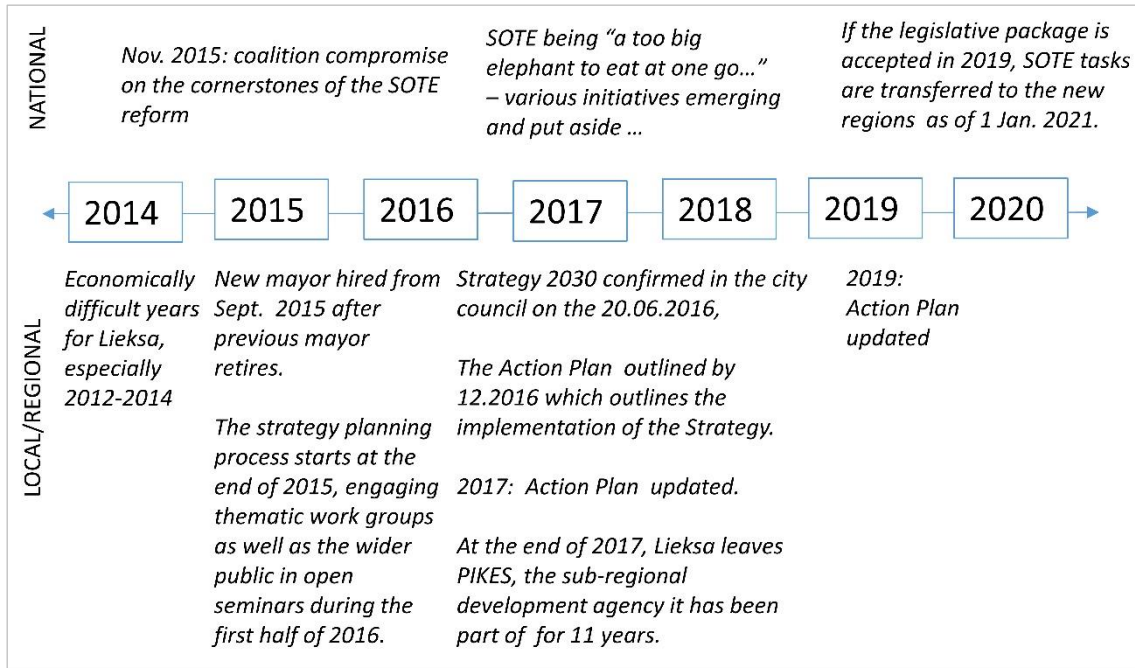 NATIONAL
Nov. 2015: coalition compromise
on the cornerstones of the SOTE
reform
SOTE being “a too big
elephant to eat at one go…”
– various initiatives emerging
and put aside …
If the legislative package is
accepted in 2019, SOTE tasks
are transferred to the new
regions as of 1 Jan. 2021.
2014
2015
2016
2017
2018
2019
2020
LOCAL/REGIONAL
Economically
difficult years
for Lieksa,
especially
2012-2014
New mayor hired from
Sept. 2015 after
previous mayor
retires.
The strategy planning
process starts at the
end of 2015, engaging
thematic work groups
as well as the wider
public in open
seminars during the
first half of 2016.
Strategy 2030 confirmed in the city
council on the 20.06.2016,
The Action Plan outlined by
12.2016 which outlines the
implementation of the Strategy.
2017: Action Plan updated.
At the end of 2017, Lieksa leaves
PIKES, the sub-regional
development agency it has been
part of for 11 years.
2019:
Action Plan
updated